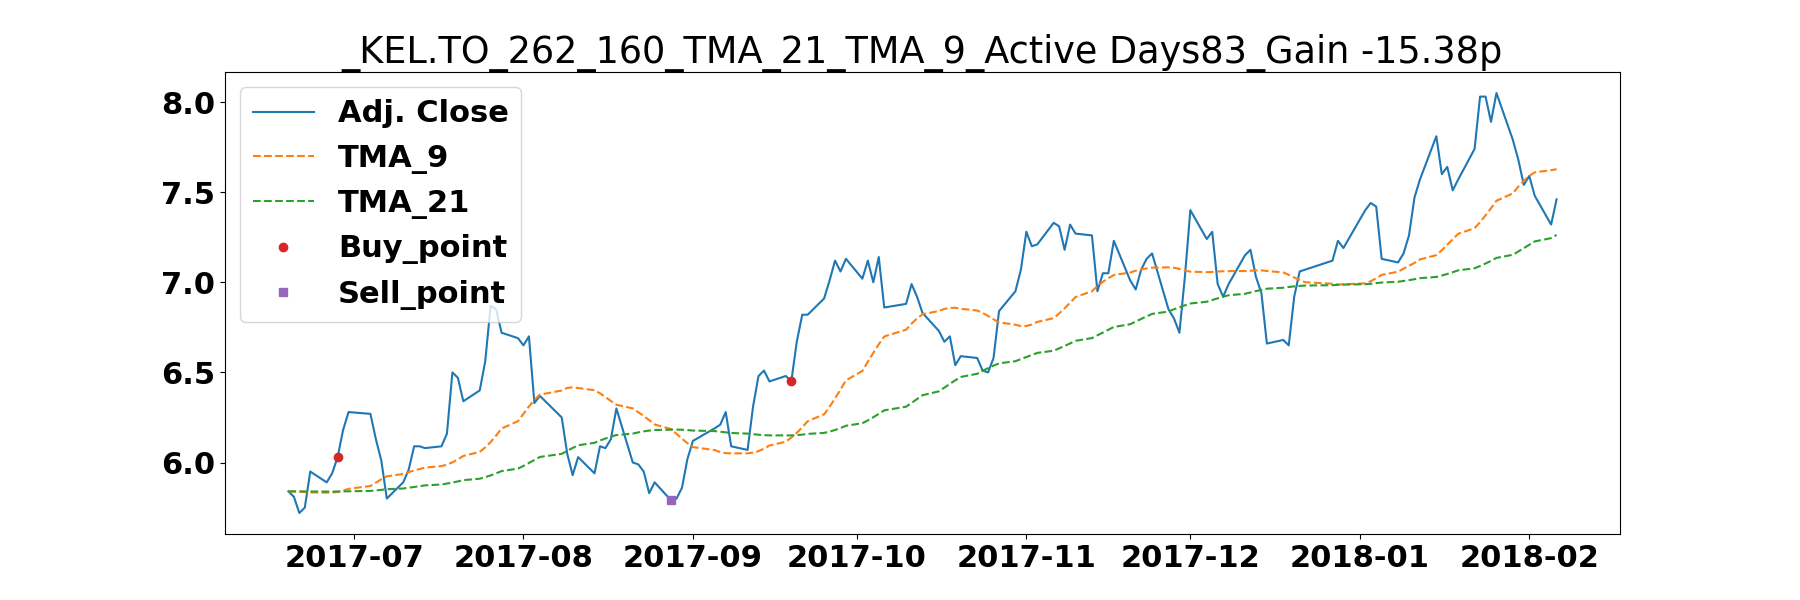 _KEL.TO_262_160_TMA_21_TMA_9_Active Days83_Gain -15.38p
8.0
7.5
7.0
6.5
6.0
Adj. Close
TMA_9
TMA_21
Buy_point
Sell_point
2017-07 2017-08 2017-09 2017-10 2017-11 2017-12 2018-01 2018-02